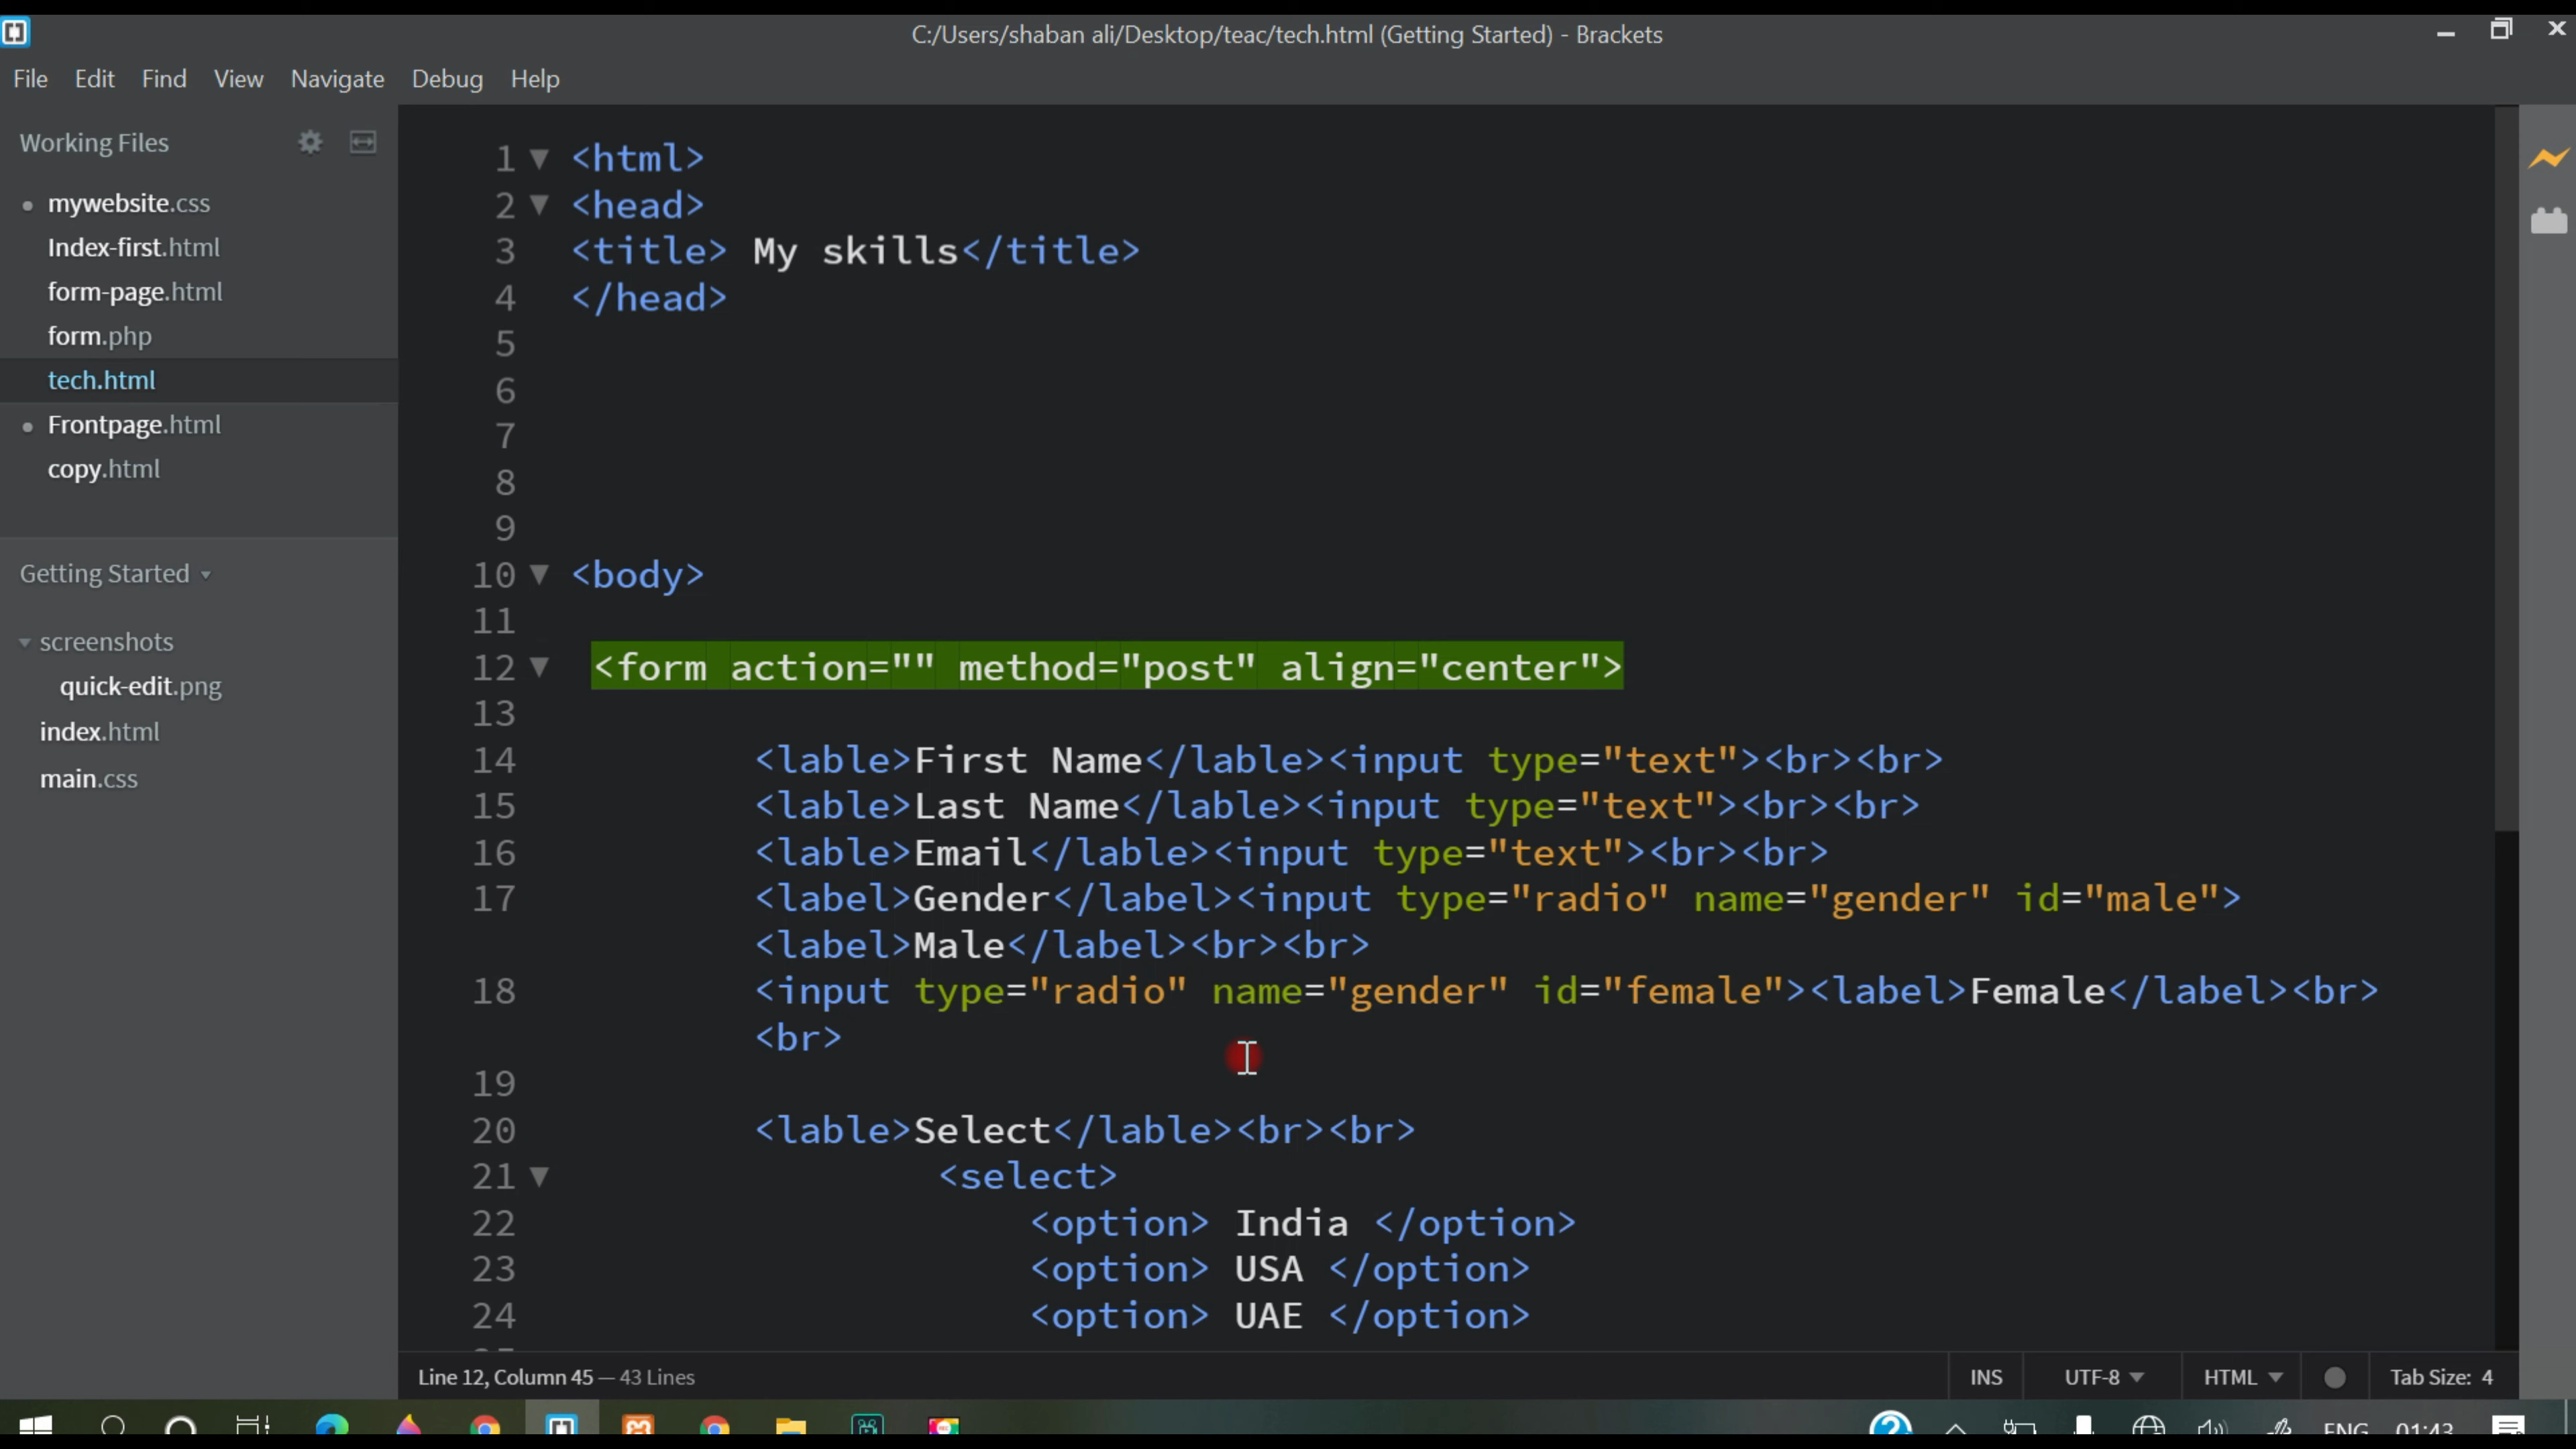 C:/Users/shaban ali/Desktop/teac/tech.html (Getting Started) - Brackets
File Edit Find View Navigate Debug Help
Working Files
mywebsite.css
Index-first.html
form-page.html
form.php
tech.html
Frontpage.html
copy.html
Getting Started
screenshots
quick-edit.png
index.html
main.css
1 <html>
2 <head>
3 <title> My skills</title>
4 </head>
5
6
7
8
9
10 <body>
11
12 <form action="" method="post" align="center">
13
14 <lable>First Name</lable><input type="text"><br><br>
15 <lable>Last Name</lable><input type="text"><br><br>
16 <lable>Email</lable><input type="text"><br><br>
17 <label>Gender</label><input type="radio" name="gender" id="male">
<label>Male</label><br><br>
18 <input type="radio" name="gender" id="female"><label>Female</label><br>
<br>
19
20 <lable>Select</lable><br><br>
21 <select>
22 <option> India </option>
23 <option> USA </option>
24 <option> UAE </option>
Line 12, Column 45 — 43 Lines
INS UTF-8 HTML Tab Size: 4
ENG 01:43